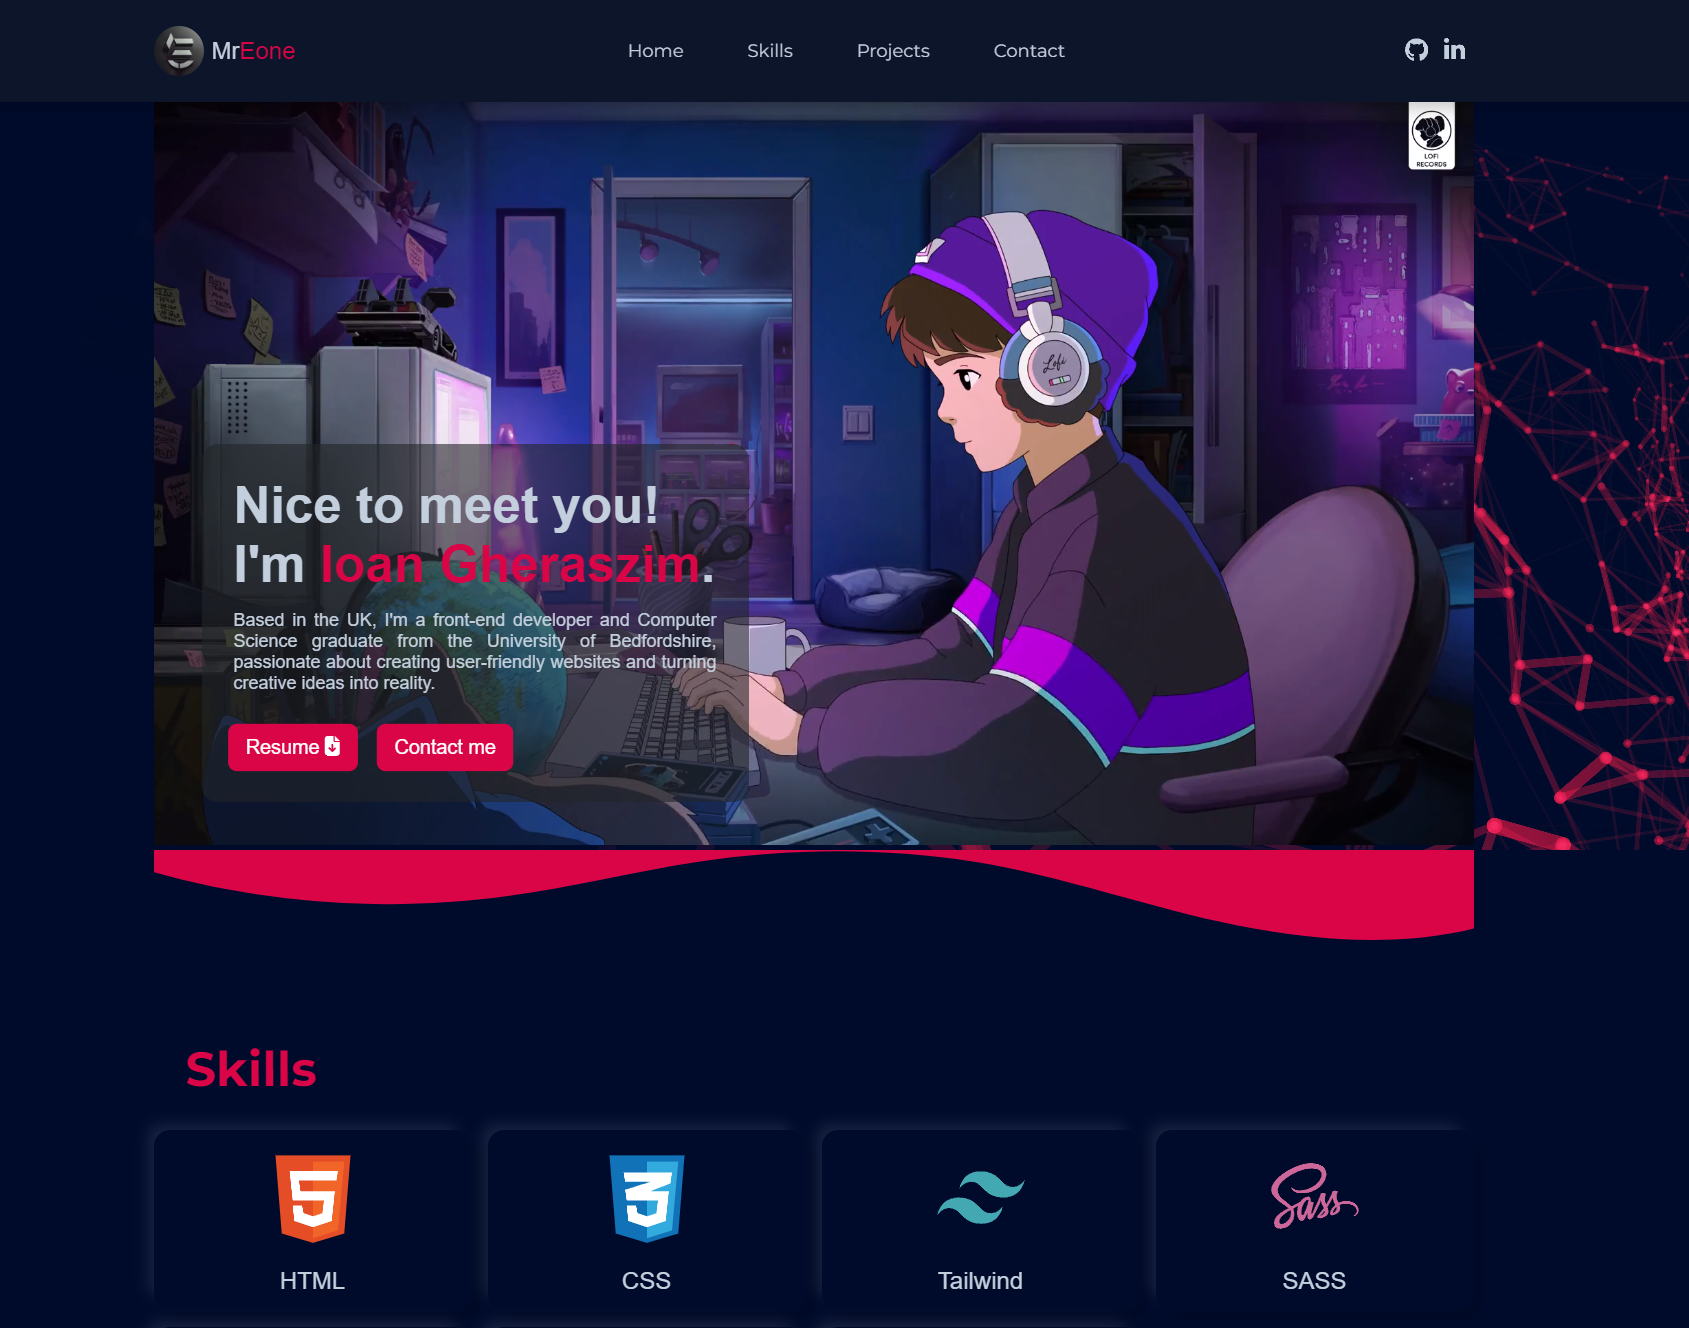 MrEone
Home
Skills
Projects
Contact
LOFI
RECORDS
Lofi
Nice to meet you!
I'm Ioan Gheraszim.
Based in the UK, I'm a front-end developer and Computer
Science graduate from the University of Bedfordshire,
passionate about creating user-friendly websites and turning
creative ideas into reality.
Resume
Contact me
Skills
HTML
CSS
Tailwind
Sass
SASS